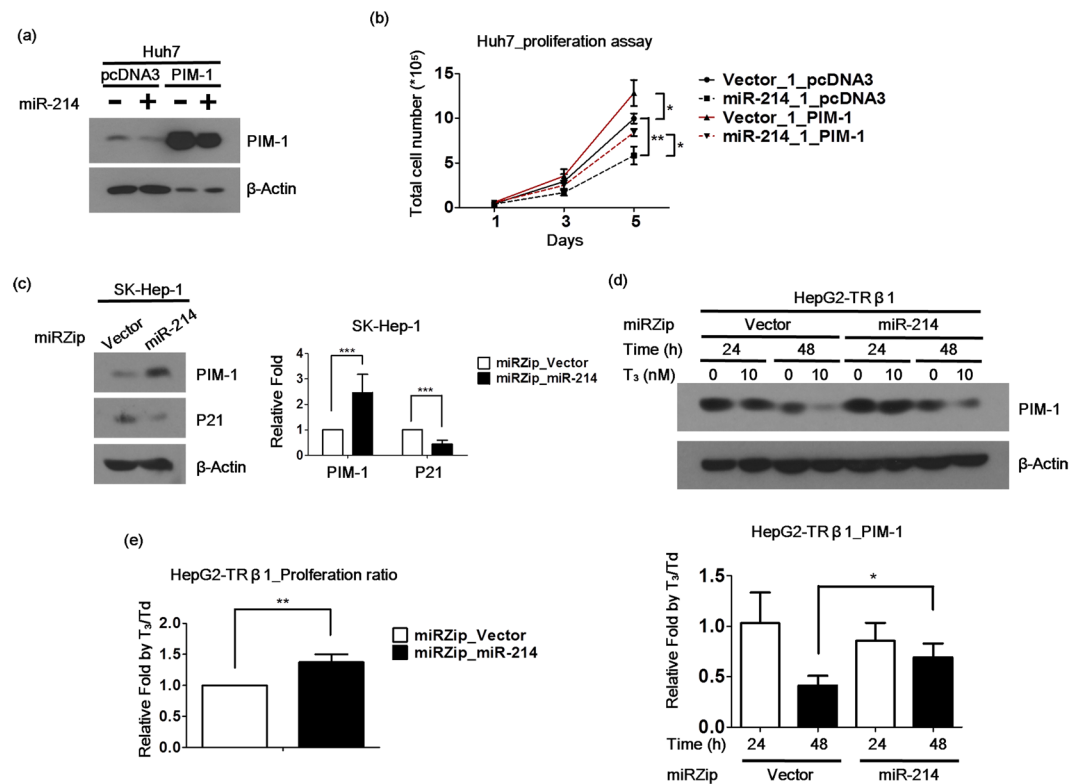 (a)
Huh7
pcDNA3 PIM-1
miR-214 - + - +
PIM-1
β-Actin
(b)
Huh7_proliferation assay
Total cell number (*10⁵)
15
10
5
0
1 3 5
Days
*
**
*
Vector_1_pcDNA3
miR-214_1_pcDNA3
Vector_1_PIM-1
miR-214_1_PIM-1
(c)
SK-Hep-1
miRZip Vector miR-214
PIM-1
P21
β-Actin
SK-Hep-1
Relative Fold
4
3
2
1
0
***
***
PIM-1 P21
miRZip_Vector
miRZip_miR-214
(d)
HepG2-TRβ1
miRZip Vector miR-214
Time (h) 24 48 24 48
T₃ (nM) 0 10 0 10 0 10 0 10
PIM-1
β-Actin
HepG2-TRβ1_PIM-1
Relative Fold by T₃/Td
1.5
1.0
0.5
0.0
*
Time (h) 24 48 24 48
miRZip Vector miR-214
(e)
HepG2-TRβ1_Prolferation ratio
Relative Fold by T₃/Td
2.0
1.5
1.0
0.5
0.0
**
miRZip_Vector
miRZip_miR-214